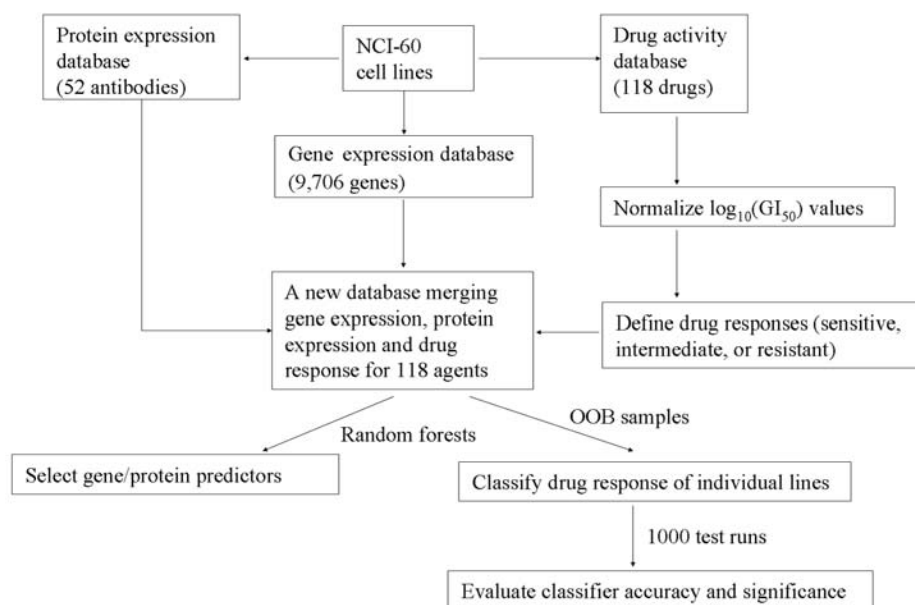 Protein expression
database
(52 antibodies)
NCI-60
cell lines
Drug activity
database
(118 drugs)
Gene expression database
(9,706 genes)
Normalize log₁₀(GI₅₀) values
A new database merging
gene expression, protein
expression and drug
response for 118 agents
Define drug responses (sensitive,
intermediate, or resistant)
Random forests
OOB samples
Select gene/protein predictors
Classify drug response of individual lines
1000 test runs
Evaluate classifier accuracy and significance